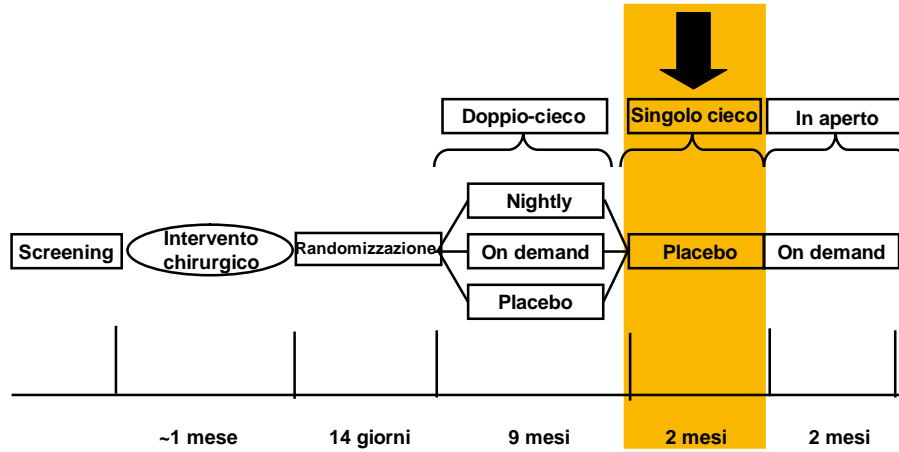 Doppio-cieco
Singolo cieco
In aperto
Nightly
Screening
Intervento
chirurgico
Randomizzazione
On demand
Placebo
On demand
Placebo
~1 mese
14 giorni
9 mesi
2 mesi
2 mesi